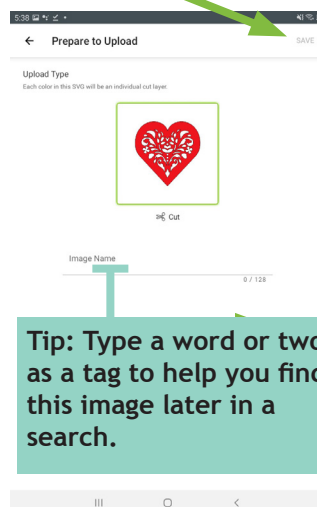 5:38
Prepare to Upload
SAVE
Upload Type
Each color in this SVG will be an individual cut layer.
Cut
Image Name
0 / 128
Tip: Type a word or two
as a tag to help you find
this image later in a
search.